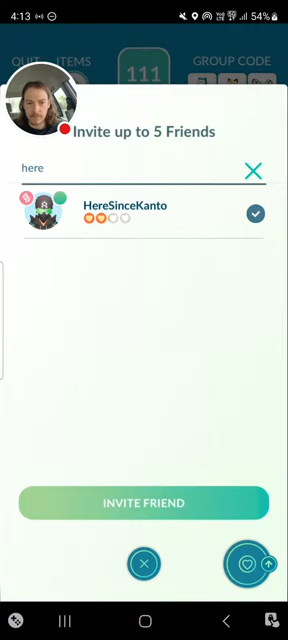 4:13
54%
QUIT
ITEMS
111
GROUP CODE
Invite up to 5 Friends
here
HereSinceKanto
INVITE FRIEND